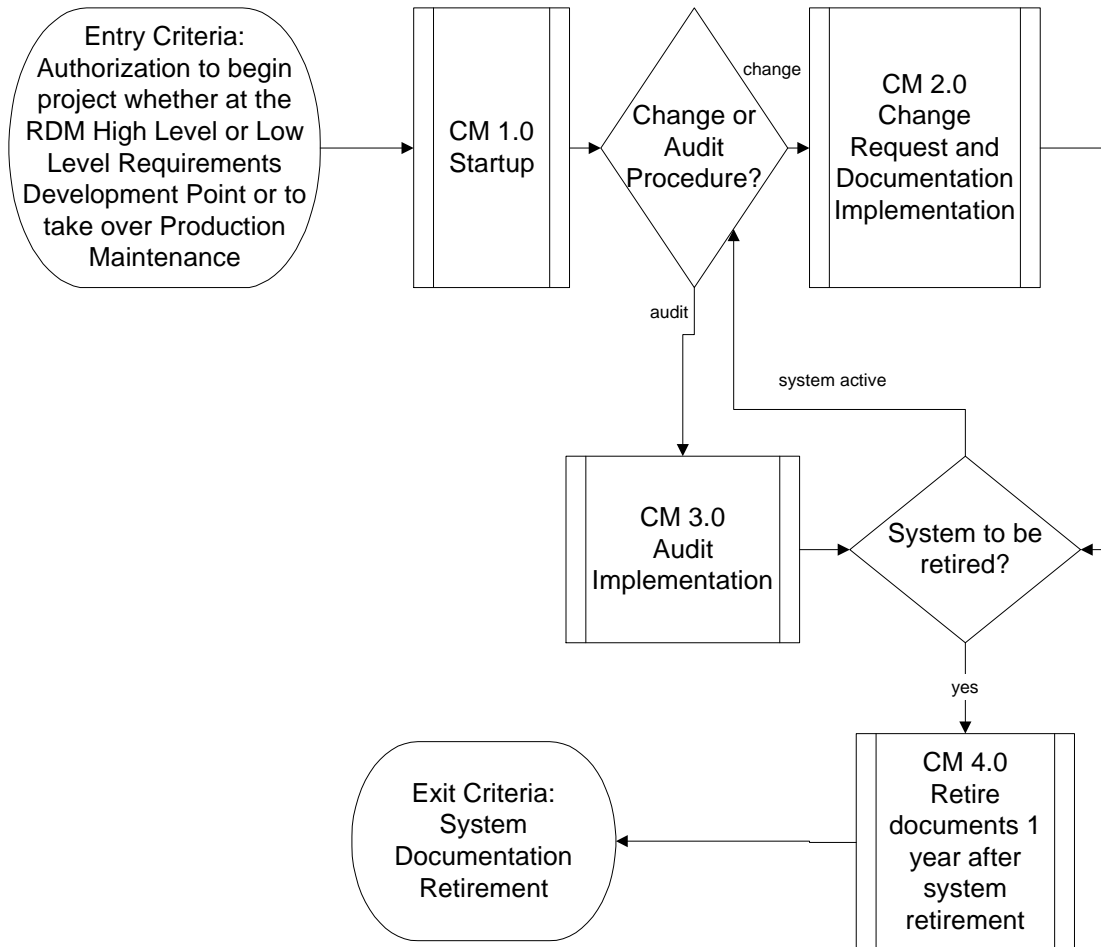 Entry Criteria:
Authorization to begin
project whether at the
RDM High Level or Low
Level Requirements
Development Point or to
take over Production
Maintenance
CM 1.0
Startup
Change or
Audit
Procedure?
change
CM 2.0
Change
Request and
Documentation
Implementation
audit
system active
CM 3.0
Audit
Implementation
System to be
retired?
yes
CM 4.0
Retire
documents 1
year after
system
retirement
Exit Criteria:
System
Documentation
Retirement